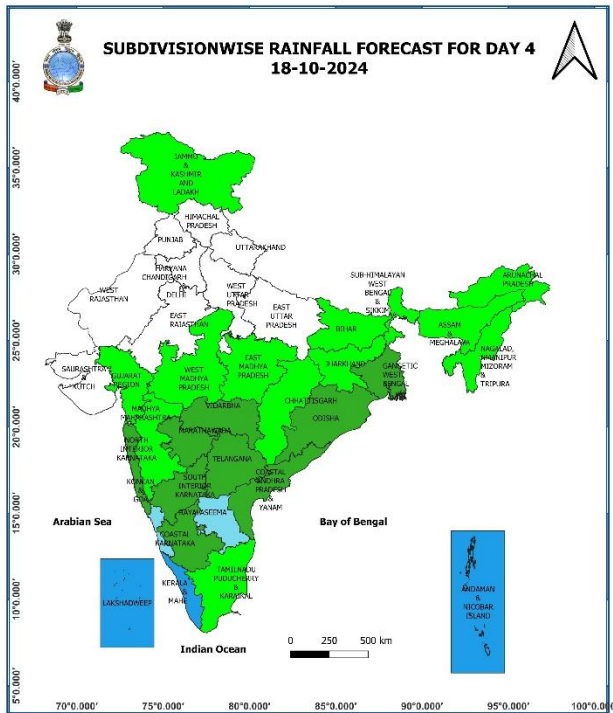 SUBDIVISIONWISE RAINFALL FORECAST FOR DAY 4
18-10-2024
40°0.000'
35°0.000'
30°0.000'
25°0.000'
20°0.000'
15°0.000'
10°0.000'
5°0.000'
JAMMU
&
KASHMIR
AND
LADAKH
HIMACHAL
PRADESH
PUNJAB
UTTARAKHAND
HARYANA
CHANDIGARH
&
DELHI
WEST
RAJASTHAN
WEST
UTTAR
PRADESH
EAST
RAJASTHAN
EAST
UTTAR
PRADESH
SUB-HIMALAYAN
WEST
BENGAL
&
SIKKIM
ARUNACHAL
PRADESH
ASSAM
&
MEGHALAYA
NAGALAD,
MIZORAM
&
TRIPURA
BIHAR
JHARKHAND
GANGETIC
WEST
BENGAL
SAURASHTRA
&
KUTCH
GUJARAT
REGION
WEST
MADHYA
PRADESH
EAST
MADHYA
PRADESH
CHHATTISGARH
ODISHA
MADHYA
MAHARASHTRA
VIDARBHA
MARATHAWADA
NORTH
INTERIOR
KARNATAKA
TELANGANA
KONKAN
&
GOA
SOUTH
INTERIOR
KARNATAKA
COASTAL
ANDHRA
PRADESH
&
YANAM
RAYALASEEMA
COASTAL
KARNATAKA
Arabian Sea
Bay of Bengal
TAMILNADU
PUDUCHERRY
&
KARAIKAL
KERALA
&
MAHE
LAKSHADWEEP
ANDAMAN
&
NICOBAR
ISLAND
Indian Ocean
0 250 500 km
70°0.000' 75°0.000' 80°0.000' 85°0.000' 90°0.000' 95°0.000' 100°0.00